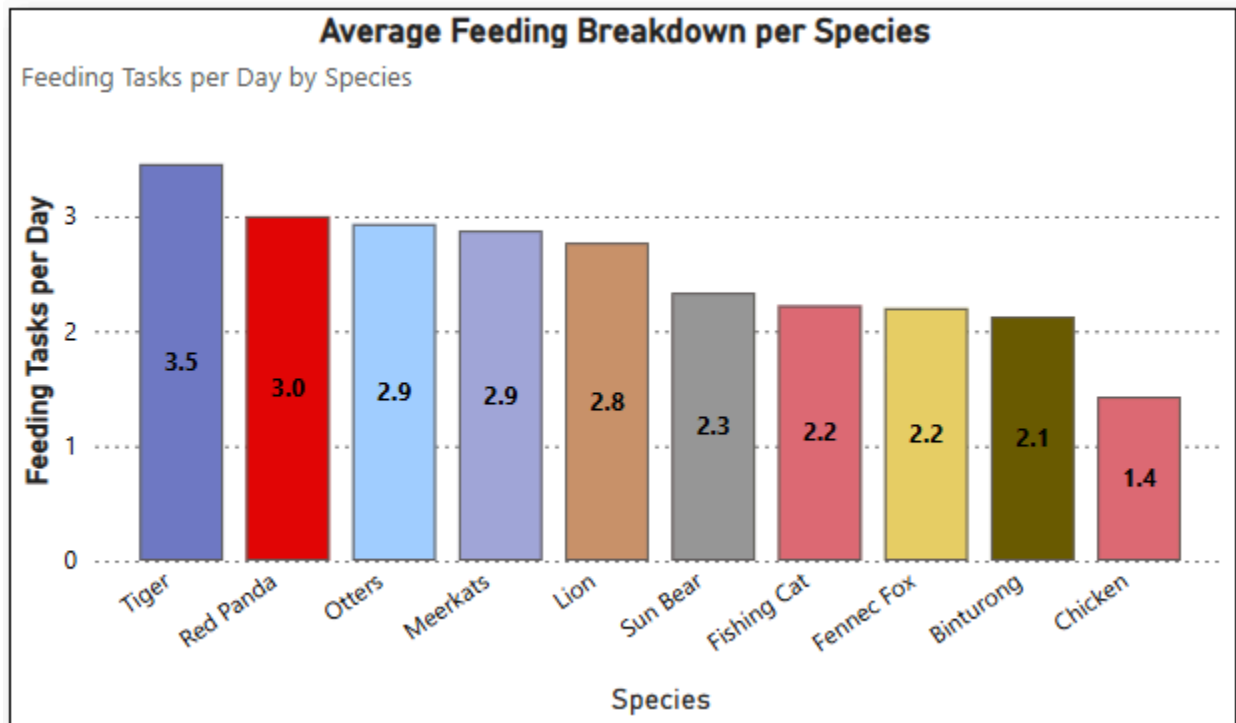 Average Feeding Breakdown per Species
Feeding Tasks per Day by Species
Feeding Tasks per Day
3
2
1
0
3.5
3.0
2.9
2.9
2.8
2.3
2.2
2.2
2.1
1.4
Tiger
Red Panda
Otters
Meerkats
Lion
Sun Bear
Fishing Cat
Fennec Fox
Binturong
Chicken
Species